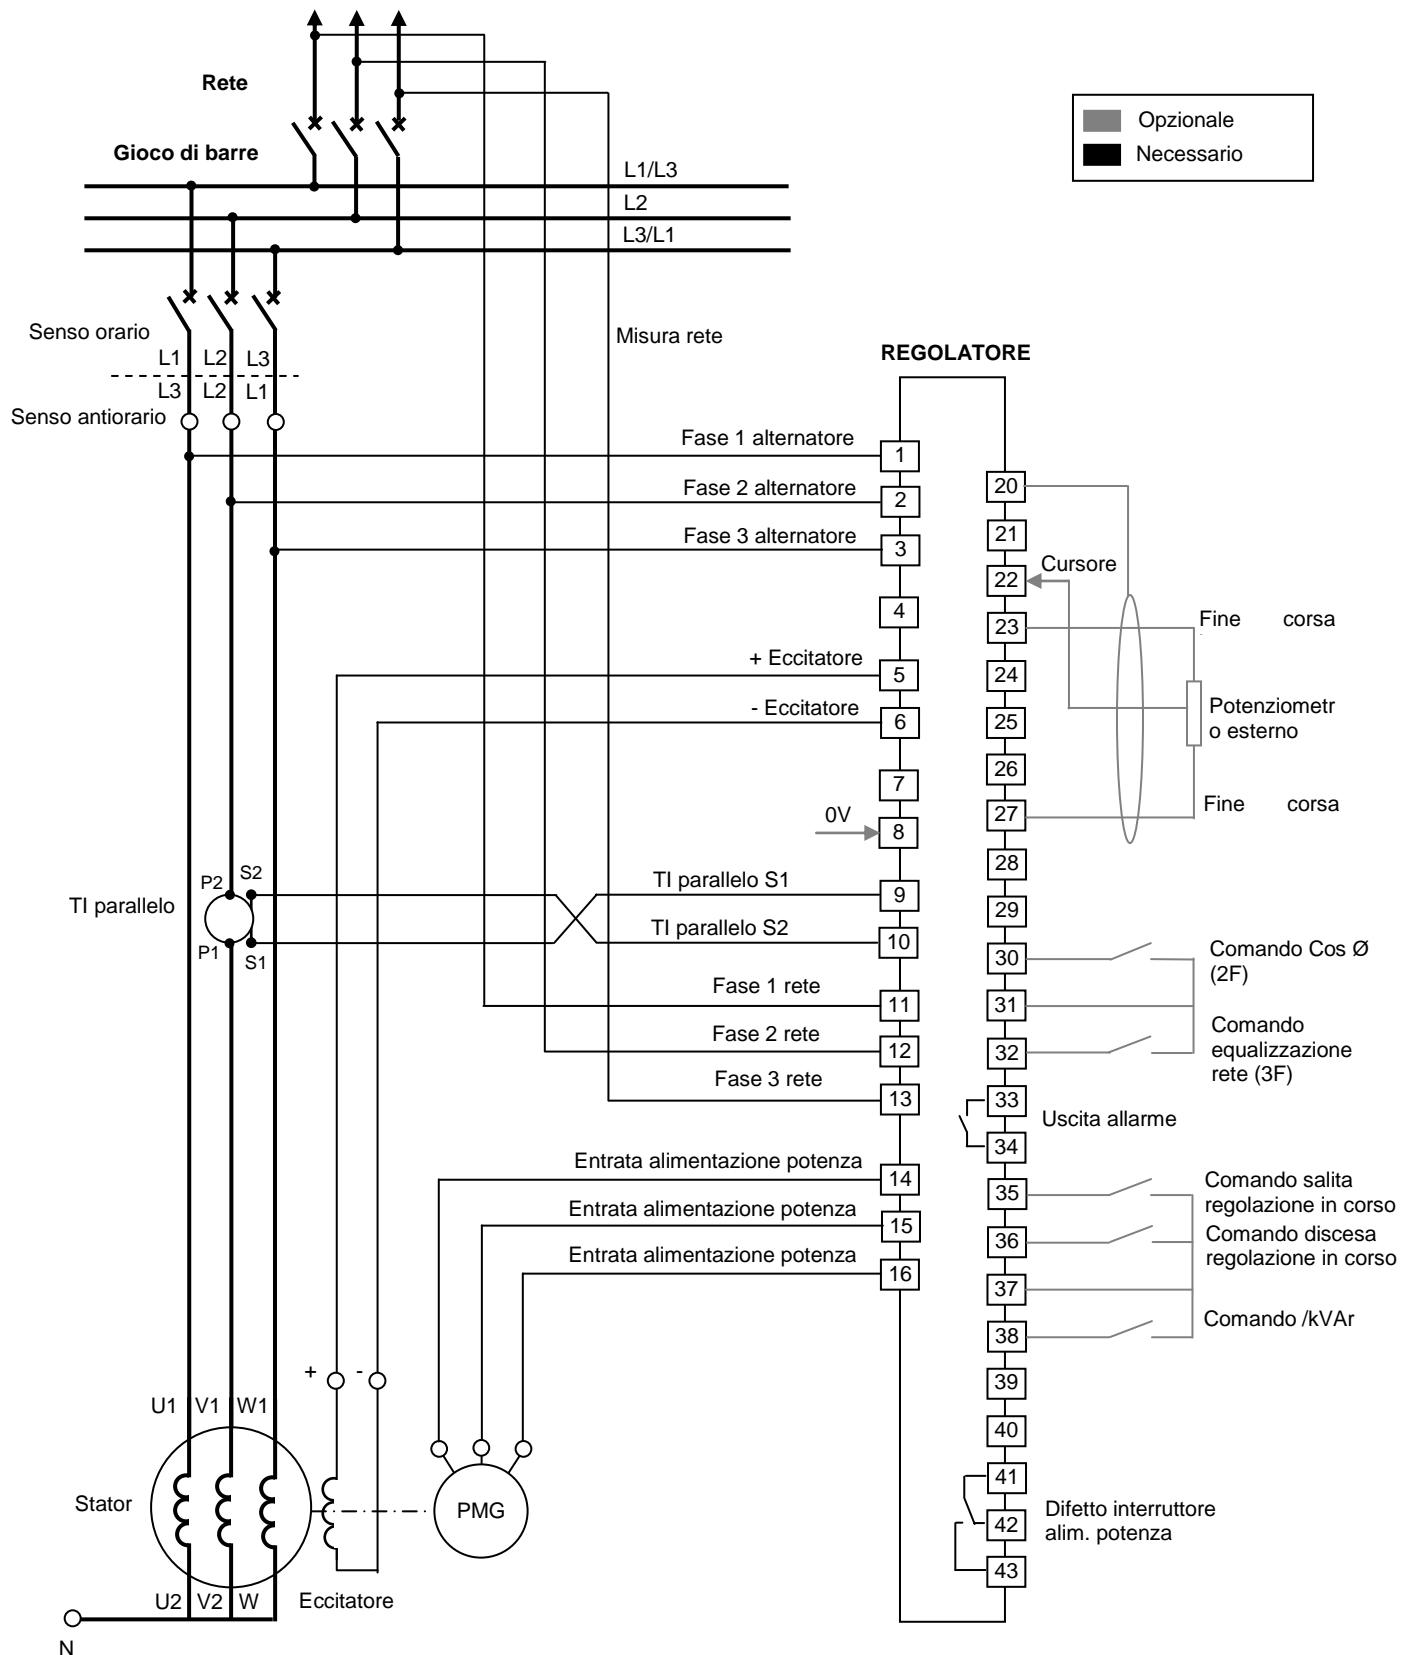 Rete
Opzionale
Gioco di barre
Necessario
L1/L3
L2
L3/L1
Senso orario
Misura rete
L1 L2 L3
REGOLATORE
L3 L2 L1
Senso antiorario
Fase 1 alternatore
1
Fase 2 alternatore
2
20
Fase 3 alternatore
3
21
Cursore
22
4
23
Fine corsa
+ Eccitatore
5
24
- Eccitatore
6
25
Potenziometr
o esterno
26
7
0V
8
27
Fine corsa
28
P2 S2
TI parallelo S1
9
TI parallelo
29
TI parallelo S2
10
P1 S1
30
Comando Cos Ø
(2F)
Fase 1 rete
11
31
Fase 2 rete
12
32
Comando
equalizzazione
rete (3F)
Fase 3 rete
13
33
Uscita allarme
34
Entrata alimentazione potenza
14
35
Comando salita
regolazione in corso
Entrata alimentazione potenza
15
36
Comando discesa
regolazione in corso
Entrata alimentazione potenza
16
37
38
Comando /kVAr
+ -
39
U1 V1 W1
40
41
Stator
PMG
42
Difetto interruttore
alim. potenza
43
U2 V2 W
Eccitatore
N